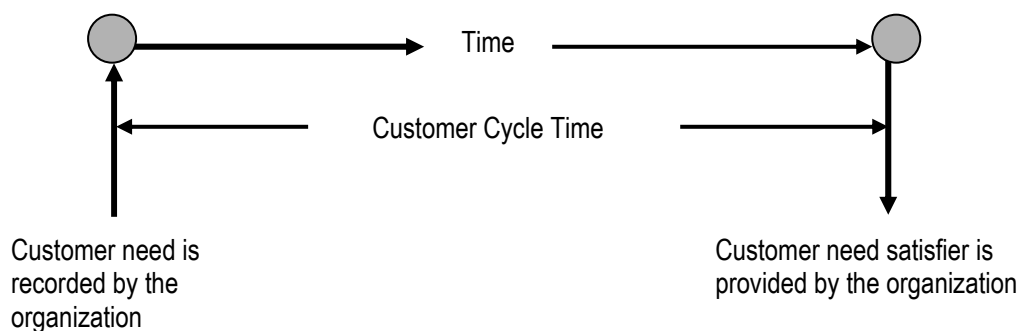 Time
Customer Cycle Time
Customer need is
recorded by the
organization
Customer need satisfier is
provided by the organization